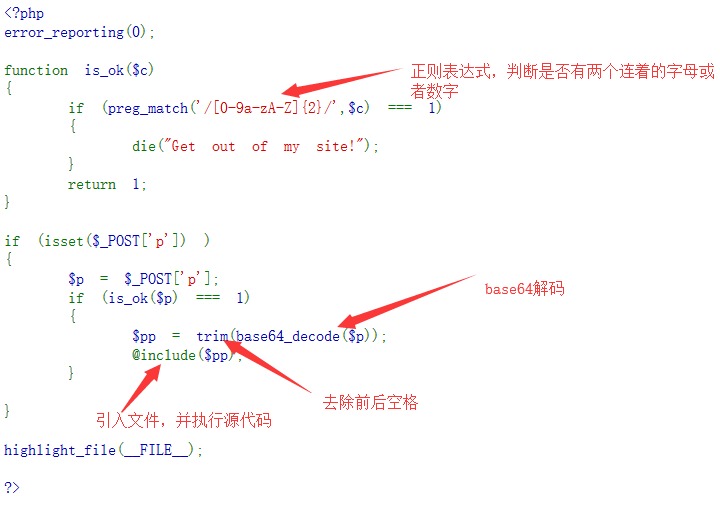 <?php
error_reporting(0);
function is_ok($c)
正则表达式，判断是否有两个连着的字母或
者数字
{
if (preg_match('/[0-9a-zA-Z]{2}/',$c) === 1)
{
die("Get out of my site!");
}
return 1;
}
if (isset($_POST['p']) )
{
$p = $_POST['p'];
if (is_ok($p) === 1)
base64解码
{
$pp = trim(base64_decode($p));
@include($pp);
}
去除前后空格
}
引入文件，并执行源代码
highlight_file(__FILE__);
?>